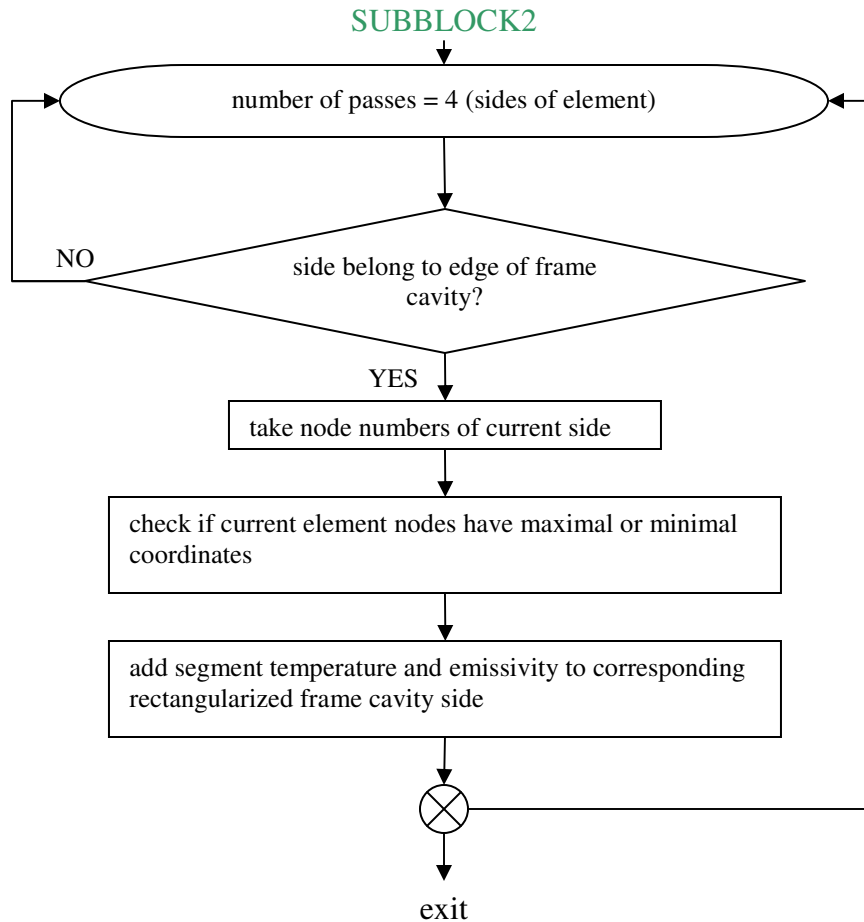 SUBBLOCK2
number of passes = 4 (sides of element)
NO
side belong to edge of frame
cavity?
YES
take node numbers of current side
check if current element nodes have maximal or minimal
coordinates
add segment temperature and emissivity to corresponding
rectangularized frame cavity side
exit